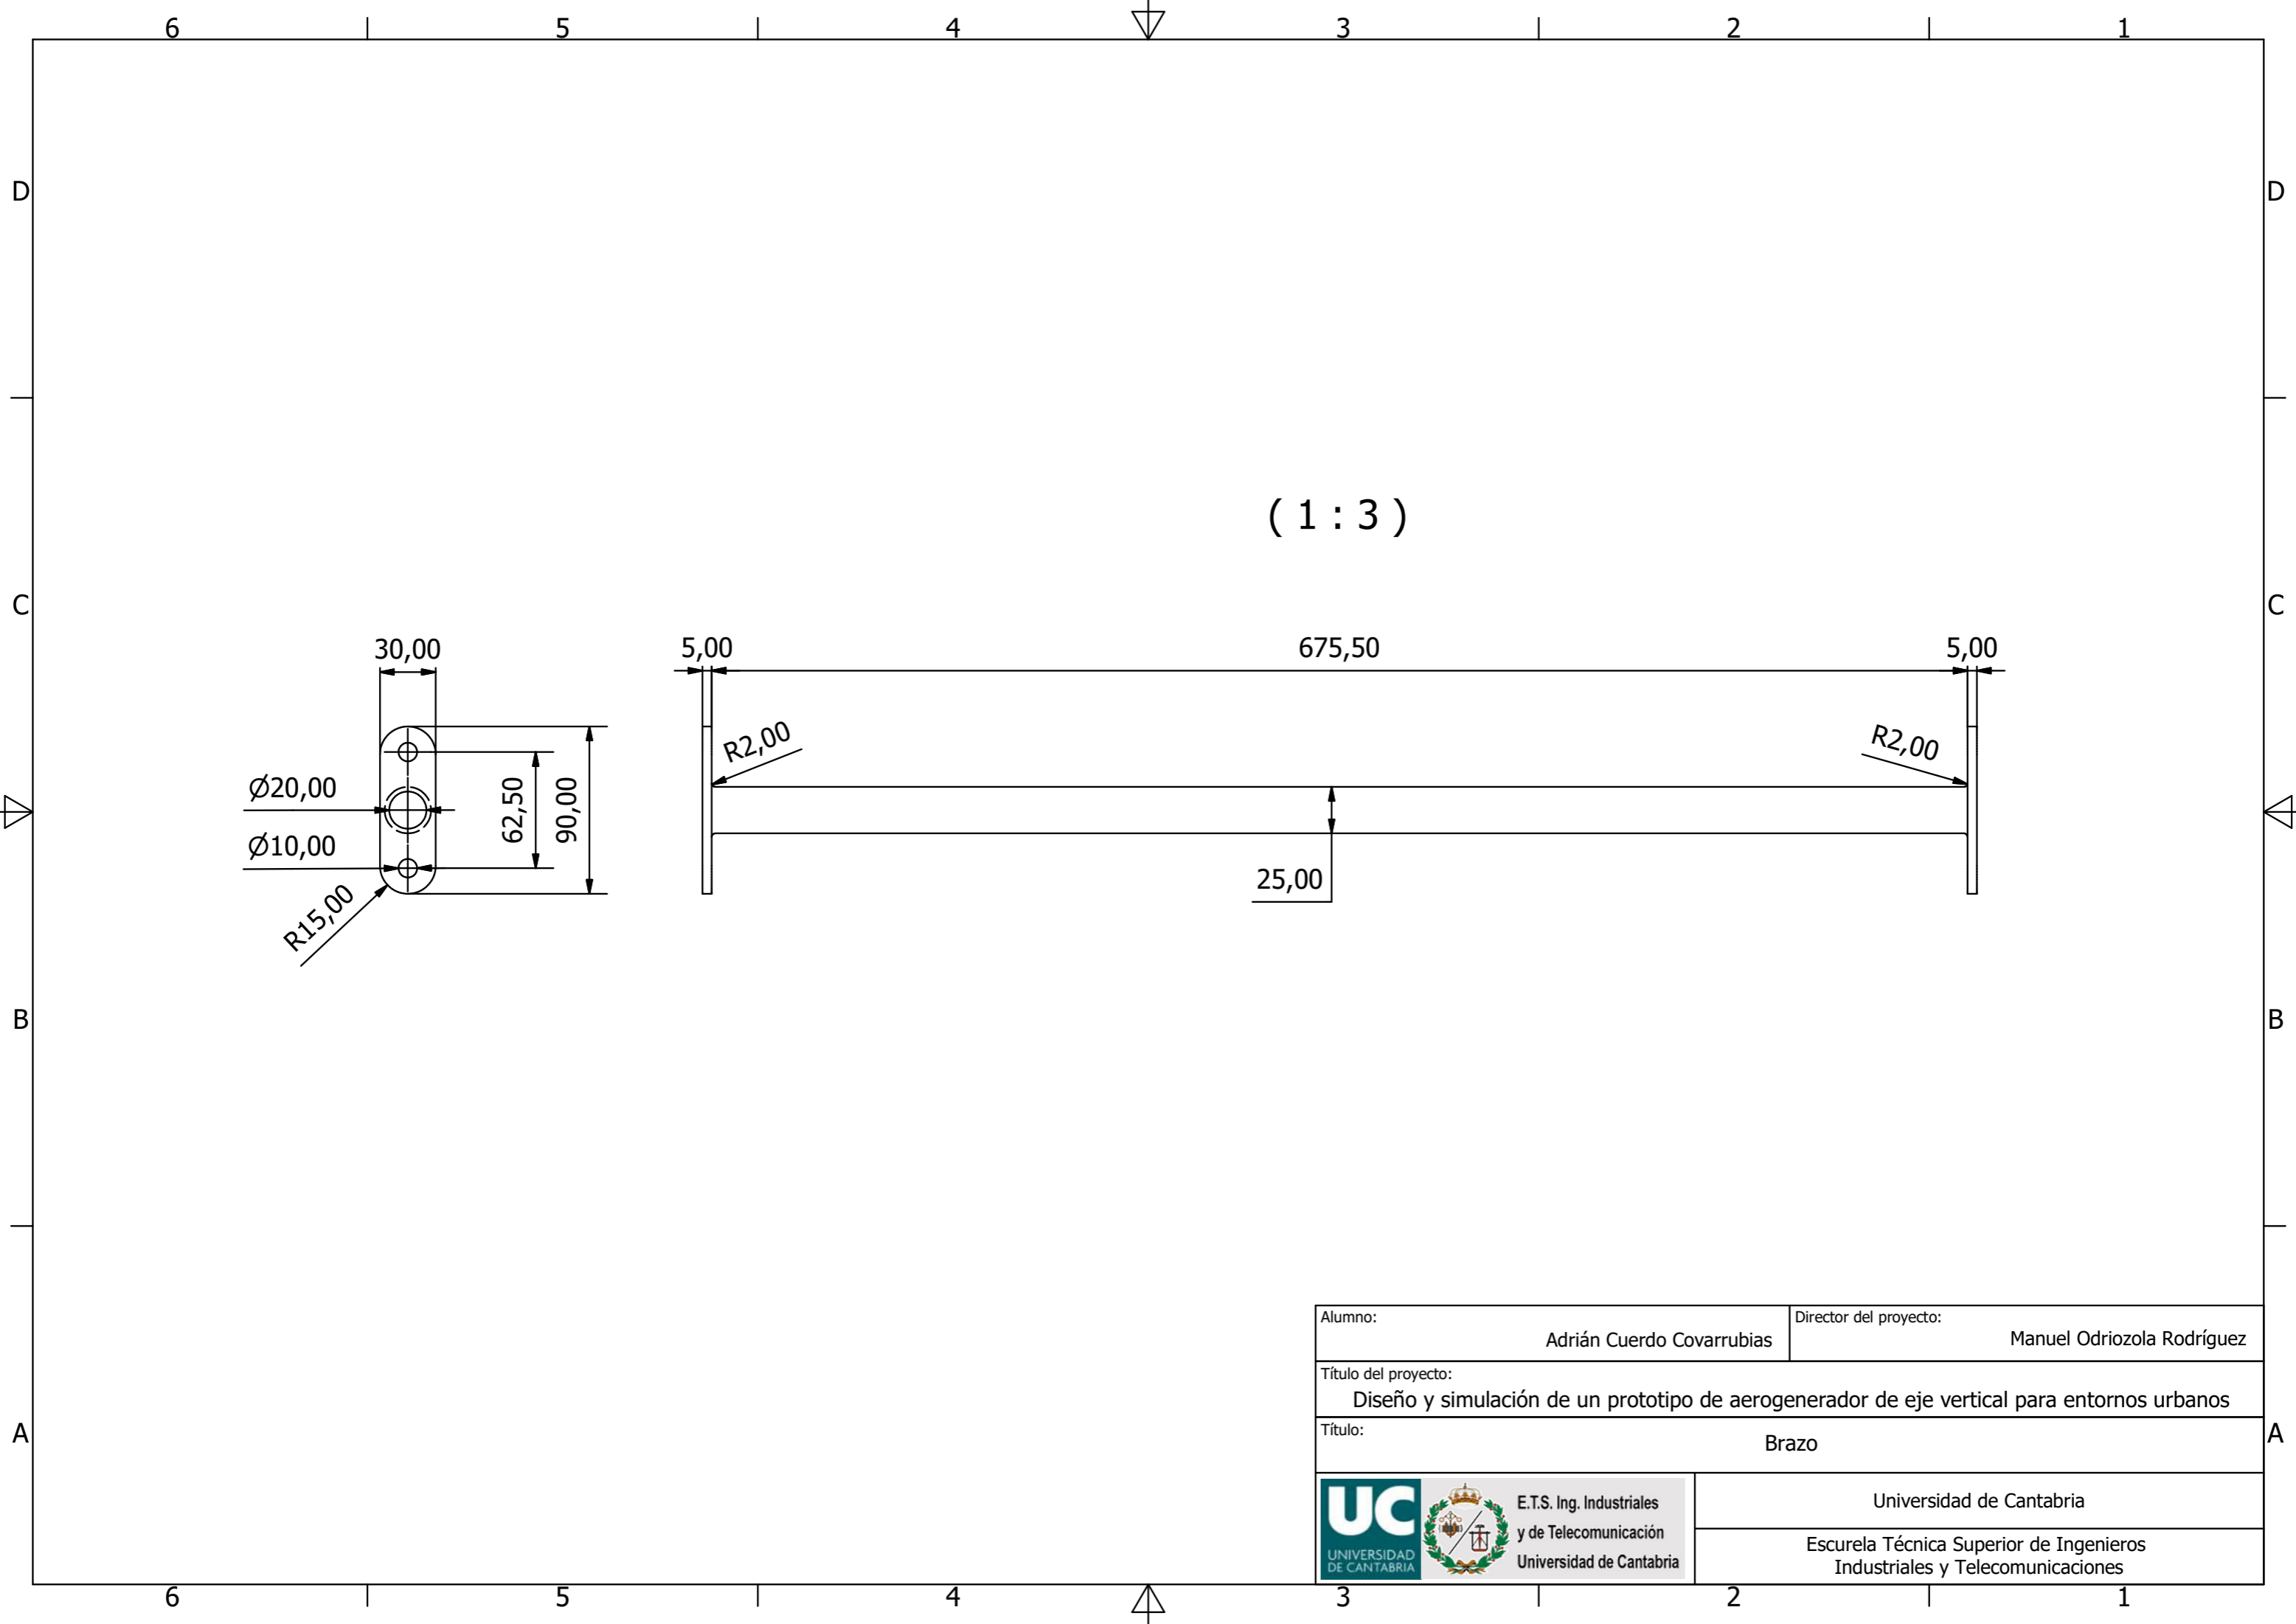 6 5 4 3 2 1
D D
( 1 : 3 )
C C
30,00 5,00 675,50 5,00
R2,00 R2,00
Ø20,00
62,50 90,00
Ø10,00
25,00
R15,00
B B
Alumno:
Adrián Cuerdo Covarrubias
Director del proyecto:
Manuel Odriozola Rodríguez
Título del proyecto:
Diseño y simulación de un prototipo de aerogenerador de eje vertical para entornos urbanos
Título:
Brazo
A A
UC
UNIVERSIDAD
DE CANTABRIA
E.T.S. Ing. Industriales
y de Telecomunicación
Universidad de Cantabria
Universidad de Cantabria
Escurela Técnica Superior de Ingenieros
Industriales y Telecomunicaciones
6 5 4 3 2 1